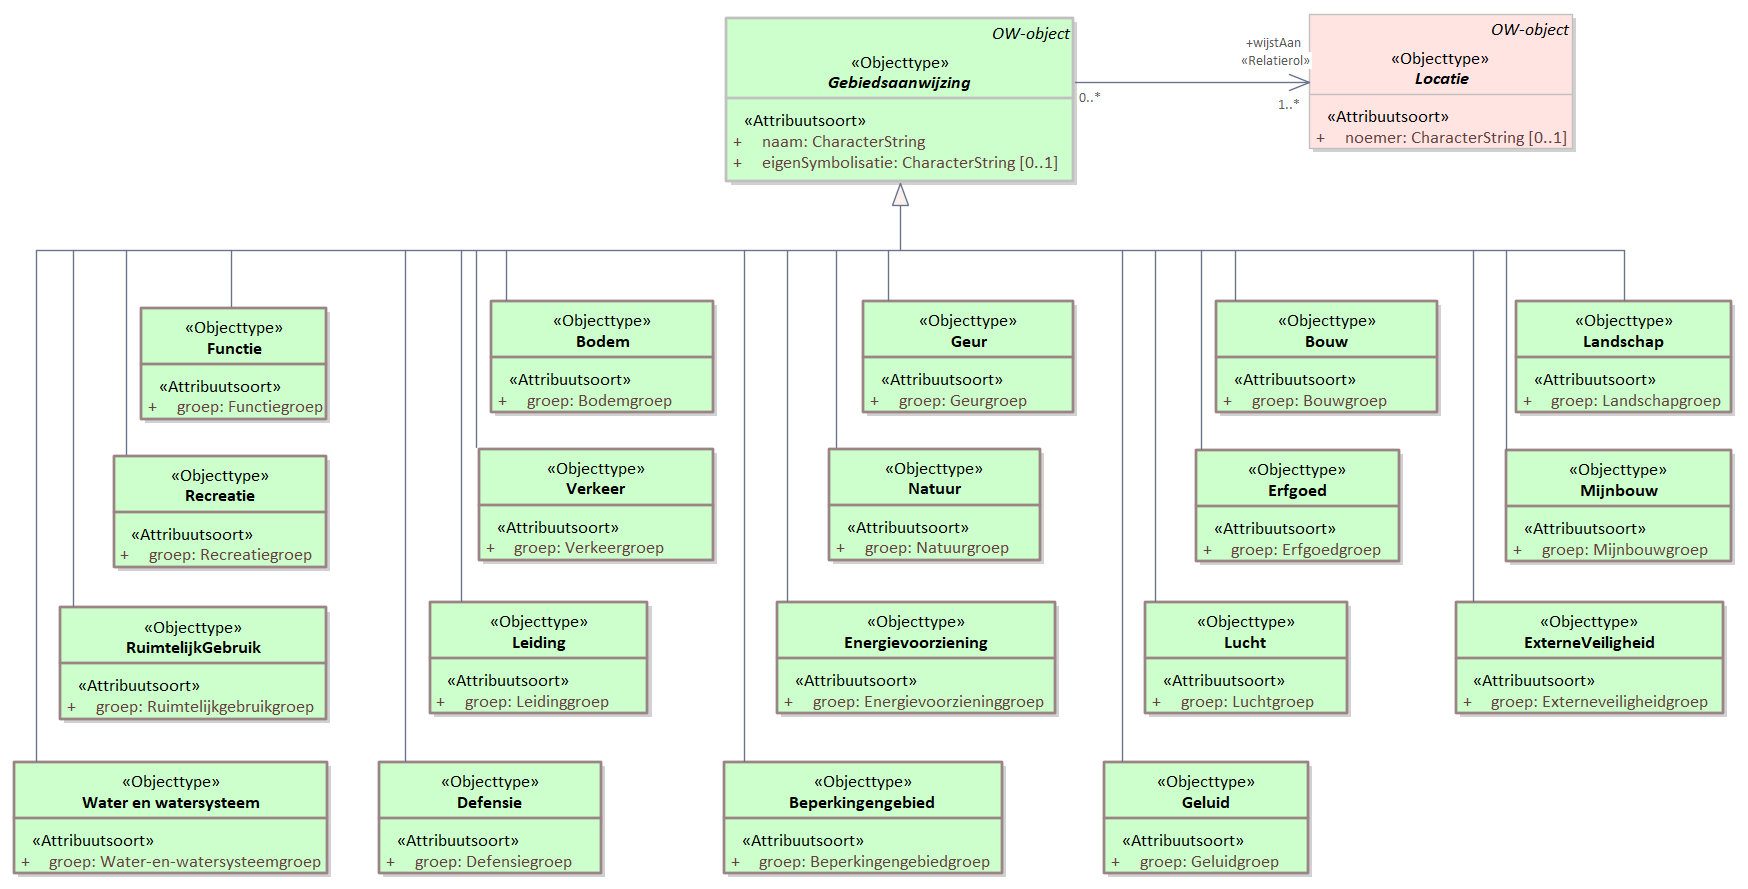 OW-object
«Objecttype»
Gebiedsaanwijzing
«Attribuutsoort»
+ naam: CharacterString
+ eigenSymbolisatie: CharacterString [0..1]
+wijstAan
«Relatierol»
0..*
1..*
OW-object
«Objecttype»
Locatie
«Attribuutsoort»
+ noemer: CharacterString [0..1]
«Objecttype»
Functie
«Attribuutsoort»
+ groep: Functiegroep
«Objecttype»
Bodem
«Attribuutsoort»
+ groep: Bodemgroep
«Objecttype»
Geur
«Attribuutsoort»
+ groep: Geurgroep
«Objecttype»
Bouw
«Attribuutsoort»
+ groep: Bouwgroep
«Objecttype»
Landschap
«Attribuutsoort»
+ groep: Landschapgroep
«Objecttype»
Recreatie
«Attribuutsoort»
+ groep: Recreatiegroep
«Objecttype»
Verkeer
«Attribuutsoort»
+ groep: Verkeergroep
«Objecttype»
Natuur
«Attribuutsoort»
+ groep: Natuurgroep
«Objecttype»
Erfgoed
«Attribuutsoort»
+ groep: Erfgoedgroep
«Objecttype»
Mijnbouw
«Attribuutsoort»
+ groep: Mijnbouwgroep
«Objecttype»
RuimtelijkGebruik
«Attribuutsoort»
+ groep: Ruimtelijkgebruikgroep
«Objecttype»
Leiding
«Attribuutsoort»
+ groep: Leidinggroep
«Objecttype»
Energievoorziening
«Attribuutsoort»
+ groep: Energievoorzieninggroep
«Objecttype»
Lucht
«Attribuutsoort»
+ groep: Luchtgroep
«Objecttype»
ExterneVeiligheid
«Attribuutsoort»
+ groep: Externeveiligheidgroep
«Objecttype»
Water en watersysteem
«Attribuutsoort»
+ groep: Water-en-watersysteemgroep
«Objecttype»
Defensie
«Attribuutsoort»
+ groep: Defensiegroep
«Objecttype»
Beperkingengebied
«Attribuutsoort»
+ groep: Beperkingengebiedgroep
«Objecttype»
Geluid
«Attribuutsoort»
+ groep: Geluidgroep